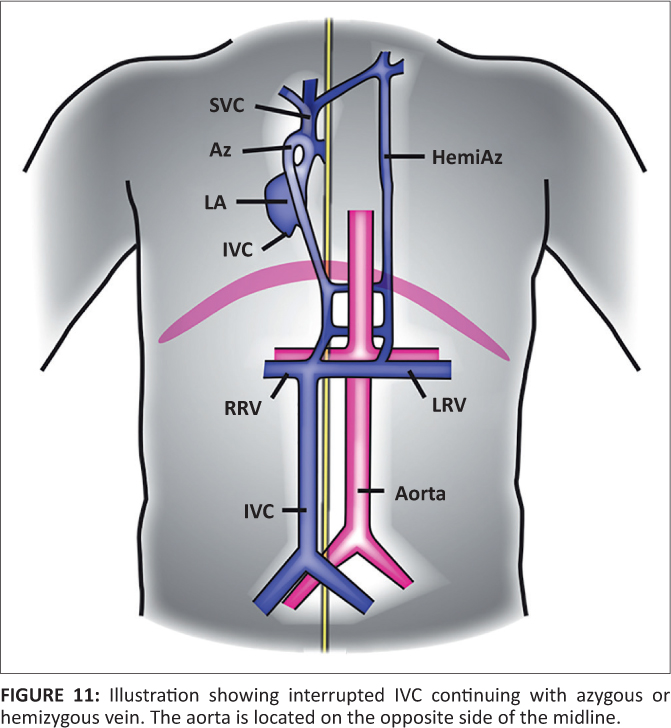 SVC
Az
HemiAz
LA
IVC
RRV
LRV
IVC
Aorta
FIGURE 11: Illustration showing interrupted IVC continuing with azygous or
hemizygous vein. The aorta is located on the opposite side of the midline.